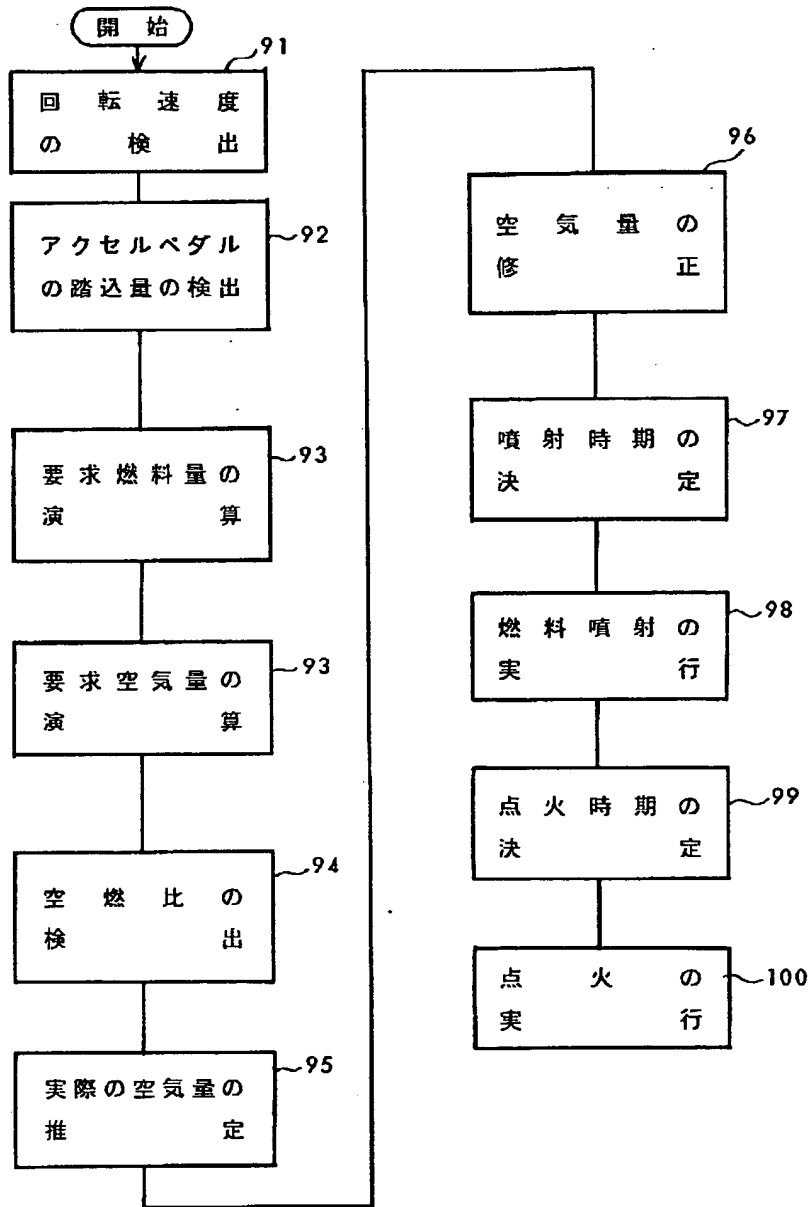 開始
91
回転速度
の検出
92
アクセルペダル
の踏込量の検出
93
要求燃料量の
演算
93
要求空気量の
演算
94
空燃比の
検出
95
実際の空気量の
推定
96
空気量の
修正
97
噴射時期の
決定
98
燃料噴射の
実行
99
点火時期の
決定
100
点火の
実行